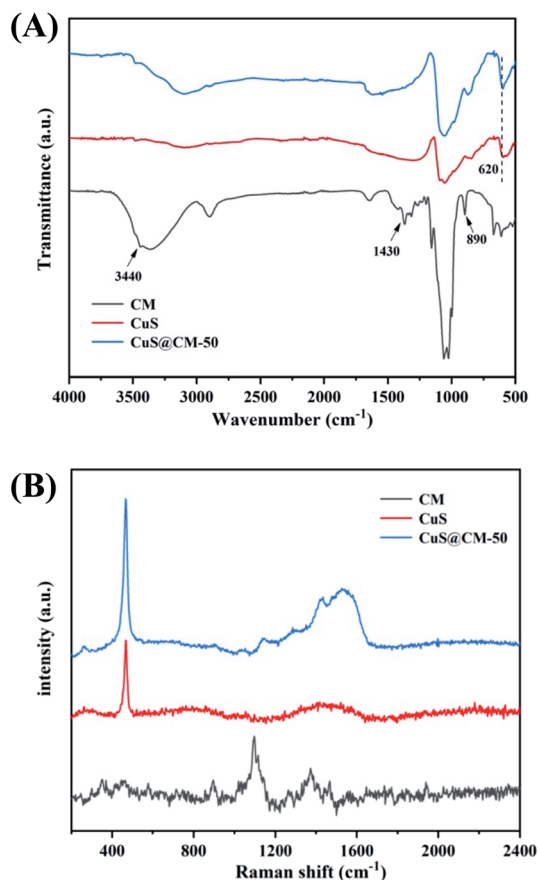 (A)
Transmittance (a.u.)
620
1430
890
3440
CM
CuS
CuS@CM-50
4000 3500 3000 2500 2000 1500 1000 500
Wavenumber (cm⁻¹)
(B)
CM
CuS
CuS@CM-50
intensity (a.u.)
400 800 1200 1600 2000 2400
Raman shift (cm⁻¹)